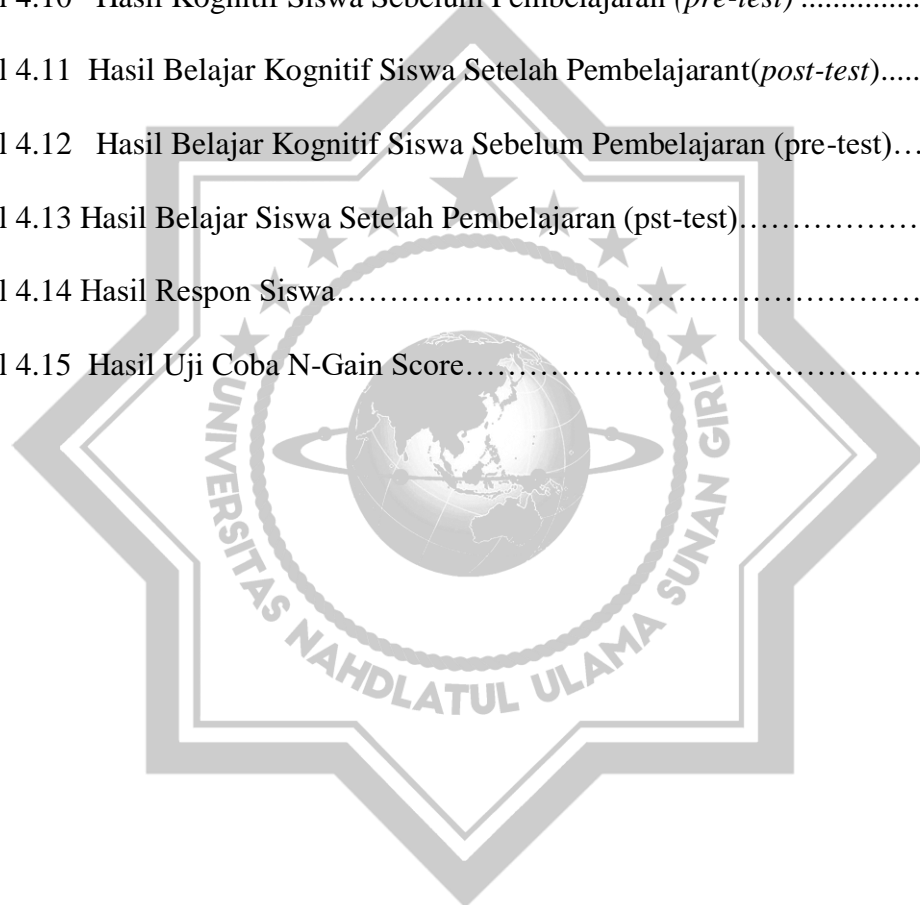 l 4.10 Hasil Kognitif Siswa Sebelum Pembelajaran (pre-test) ...............
l 4.11 Hasil Belajar Kognitif Siswa Setelah Pembelajarant(post-test).....
l 4.12 Hasil Belajar Kognitif Siswa Sebelum Pembelajaran (pre-test)…
l 4.13 Hasil Belajar Siswa Setelah Pembelajaran (pst-test)………………
l 4.14 Hasil Respon Siswa……………………………………………………
l 4.15 Hasil Uji Coba N-Gain Score………………………………………
UNIVERSITAS NAHDLATUL ULAMA SUNAN GIRI